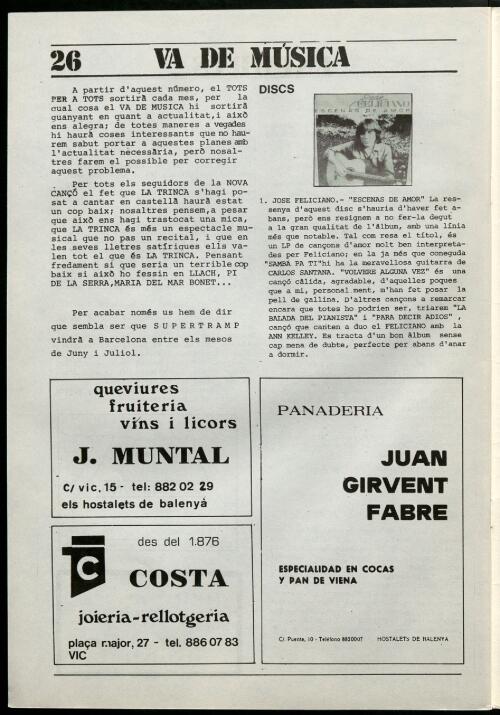 26 VA DE MÚSICA
A partir d'aquest número, el TOTS
PER A TOTS sortirà cada mes, per la
cual cosa el VA DE MUSICA hi sortirà
guanyant en quant a actualitat,i això
ens alegra; de totes maneres a vegades
hi haurà coses interessants que no hau-
rem sabut portar a aquestes planes amb
l'actualitat necessària, però nosal-
tres farem el possible per corregir
aquest problema.
Per tots els seguidors de la NOVA
CANÇÓ el fet que LA TRINCA s'hagi po-
sat a cantar en castellà haurà estat
un cop baix; nosaltres pensem,a pesar
que això ens hagi trastocat una mica,
que LA TRINCA és més un espectacle mu-
sical que no pas un recital, i que en
les seves lletres satíriques ells va-
len tot el que és LA TRINCA. Pensant
fredament si que seria un terrible cop
baix si això ho fessin en LLACH, PI
DE LA SERRA,MARIA DEL MAR BONET...
Per acabar només us hem de dir
que sembla ser que S U P E R T R A M P
vindrà a Barcelona entre els mesos
de Juny i Juliol.
DISCS
Jose
FELICIANO
ESCENAS DE AMOR
1. JOSE FELICIANO.- "ESCENAS DE AMOR" La res-
senya d'aquest disc s'hauria d'haver fet a-
bans, però ens resignem a no fer-la degut
a la gran qualitat de l'àlbum, amb una línia
més que notable. Tal com resa el títol, és
un LP de cançons d'amor molt ben interpreta-
des per Feliciano; en la ja més que coneguda
"SAMBA PA TI"hi ha la meravellosa guitarra de
CARLOS SANTANA. "VOLVERE ALGUNA VEZ" és una
cançó càlida, agradable, d'aquelles poques
que a mi, personal.ment, m'han fet posar la
pell de gallina. D'altres cançons a remarcar
encara que totes ho podrien ser, triarem "LA
BALADA DEL PIANISTA" i "PARA DECIR ADIOS" ,
cançó que canten a duo el FELICIANO amb la
ANN KELLEY. Es tracta d'un bon àlbum sense
cap mena de dubte, perfecte per abans d'anar
a dormir.
queviures
fruiteria
vins i licors
J. MUNTAL
C/ vic, 15 - tel: 882 02 29
els hostalets de balenyà
des del 1.876
TC COSTA
joieria-rellotgeria
plaça major, 27 - tel. 886 07 83
VIC
PANADERIA
JUAN
GIRVENT
FABRE
ESPECIALIDAD EN COCAS
Y PAN DE VIENA
C/. Puente, 10 - Teléfono 8820007 HOSTALETS DE BALENYA